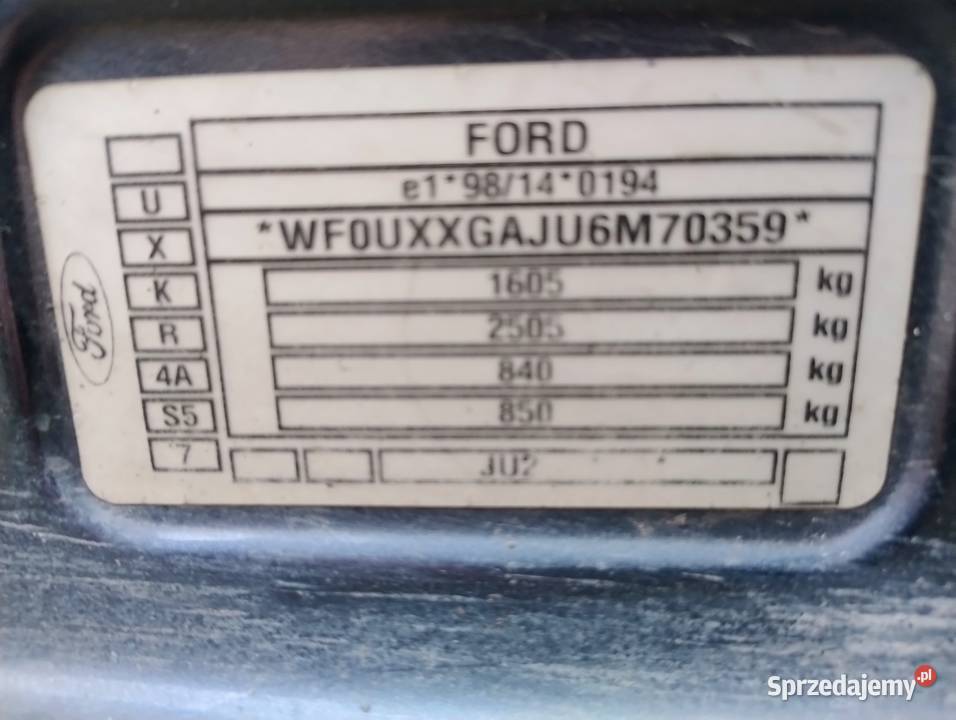 FORD
e1*98/14*0194
*WF0UXXGAJU6M70359*
1605 kg
2505 kg
840 kg
850 kg
JU2
U
X
K
R
4A
S5
7
Ford
Sprzedajemy.pl